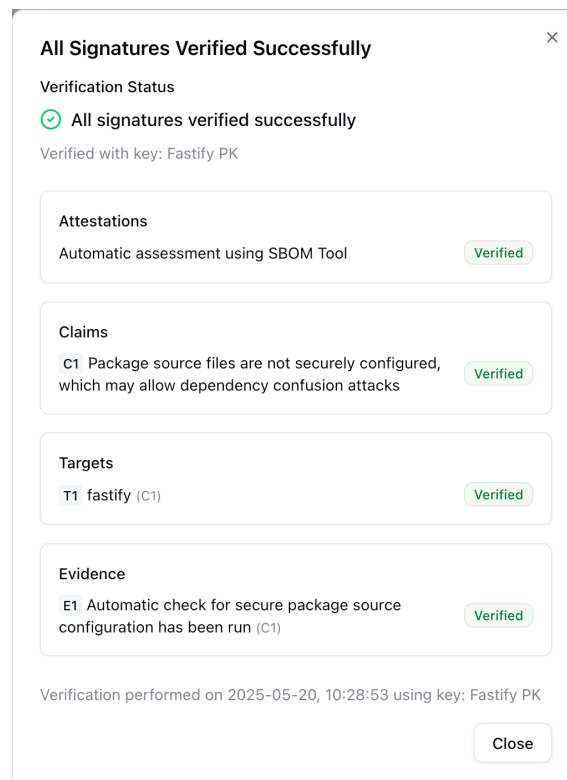 All Signatures Verified Successfully
Verification Status
All signatures verified successfully
Verified with key: Fastify PK
Attestations
Automatic assessment using SBOM Tool
Verified
Claims
C1 Package source files are not securely configured,
which may allow dependency confusion attacks
Verified
Targets
T1 fastify (C1)
Verified
Evidence
E1 Automatic check for secure package source
configuration has been run (C1)
Verified
Verification performed on 2025-05-20, 10:28:53 using key: Fastify PK
Close